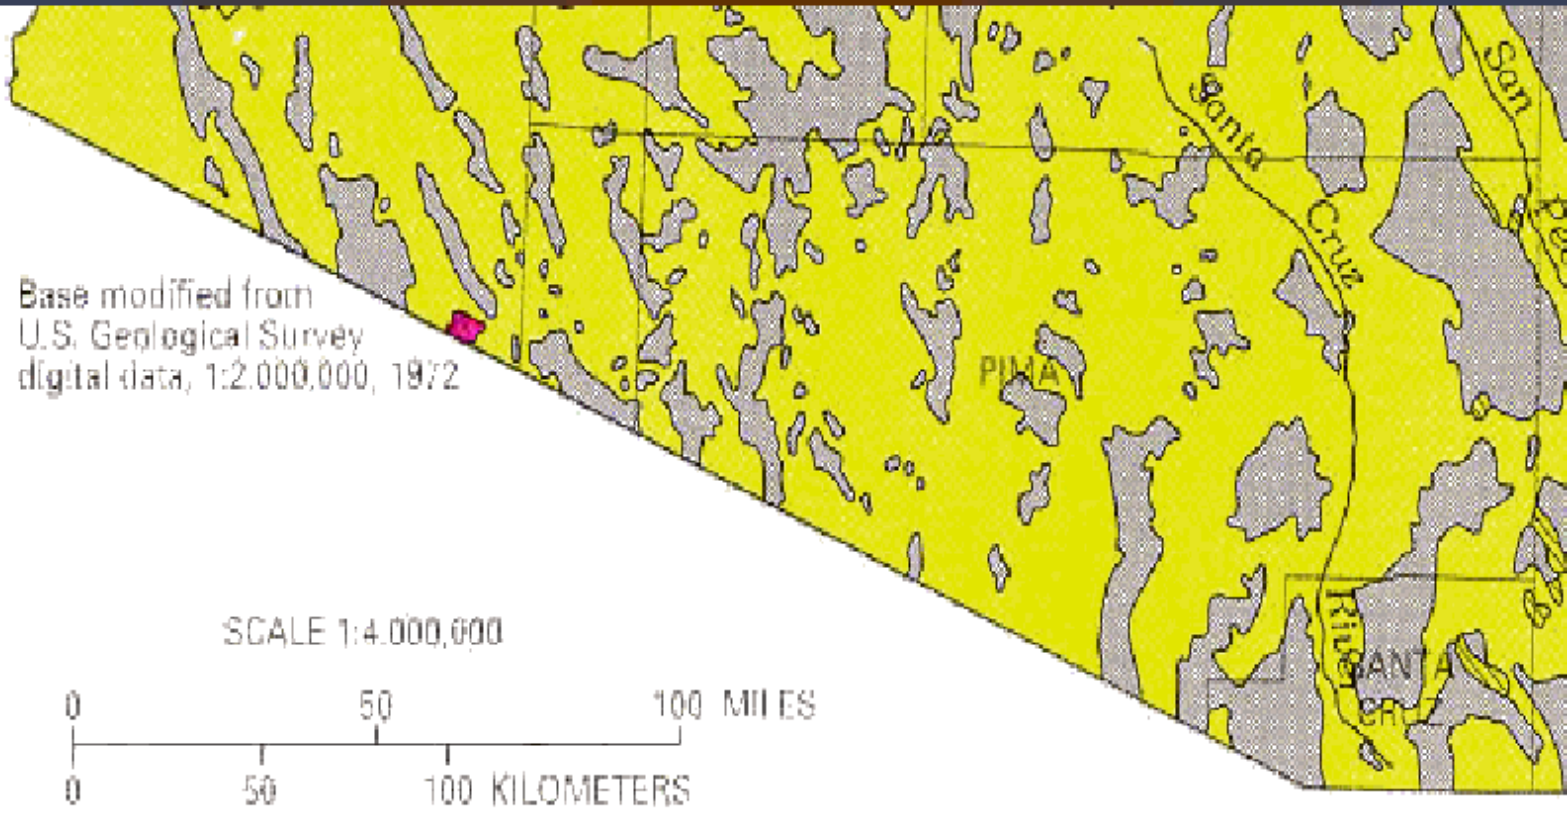 Santa
Cruz
River
San
PIMA
SANTA
CRUZ
Base modified from
U.S. Geological Survey
digital data, 1:2,000,000, 1972
SCALE 1:4,000,000
0 50 100 MILES
0 50 100 KILOMETERS